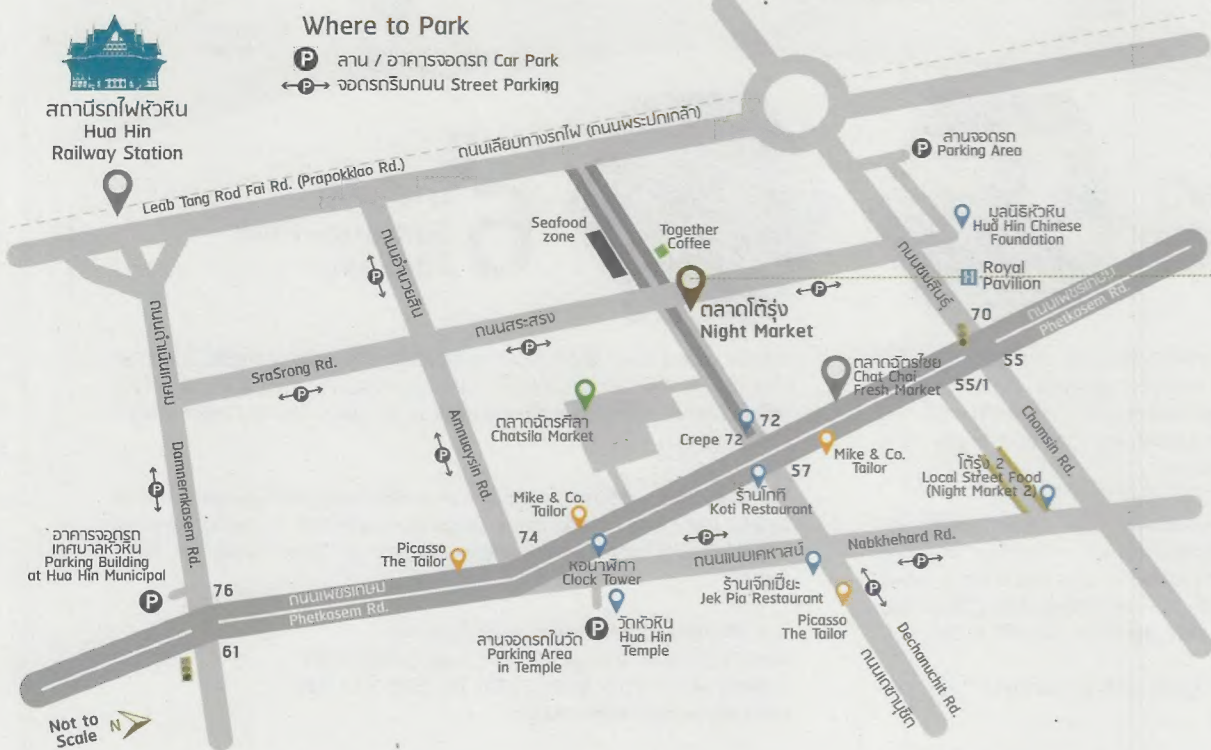 Where to Park
P ลาน / อาคารจอดรถ Car Park
P จอดรถริมถนน Street Parking
สถานีรถไฟหัวหิน
Hua Hin
Railway Station
ถนนเลียบทางรถไฟ (ถนนพระปกเกล้า)
Leab Tang Rod Fai Rd. (Prapokklao Rd.)
ลานจอดรถ
P Parking Area
Seafood
zone
Together
Coffee
มูลนิธิหัวหิน
Hua Hin Chinese
Foundation
H Royal
Pavilion
ถนนอำนวยสิน
P
P
ถนนชมสินธุ์
ถนนเพชรเกษม
Phetkasem Rd.
ตลาดโต้รุ่ง
Night Market
ถนนดำเนินเกษม
ถนนสระสรง
P
SraSrong Rd.
P
70
55
55/1
ตลาดฉัตรไชย
Chat Chai
Fresh Market
ตลาดฉัตรศิลา
Chatsila Market
Crepe 72
72
Amnuaysin Rd.
P
Damnernkasem Rd.
P
57
Mike & Co.
Tailor
Chomsin Rd.
โต้รุ่ง 2
Local Street Food
(Night Market 2)
ร้านโกทิ
Koti Restaurant
Mike & Co.
Tailor
74
อาคารจอดรถ
เทศบาลหัวหิน
Parking Building
at Hua Hin Municipal
P
76
Picasso
The Tailor
หอนาฬิกา
Clock Tower
P
ถนนแนบเคหาสน์
Nabkhehard Rd.
P
ร้านเจ๊กเปี๊ยะ
Jek Pia Restaurant
P
ถนนเพชรเกษม
Phetkasem Rd.
61
ลานจอดรถในวัด
Parking Area
in Temple
P
วัดหัวหิน
Hua Hin
Temple
Picasso
The Tailor
Dechanuchit Rd.
ถนนเดชานุชิต
Not to
Scale
N